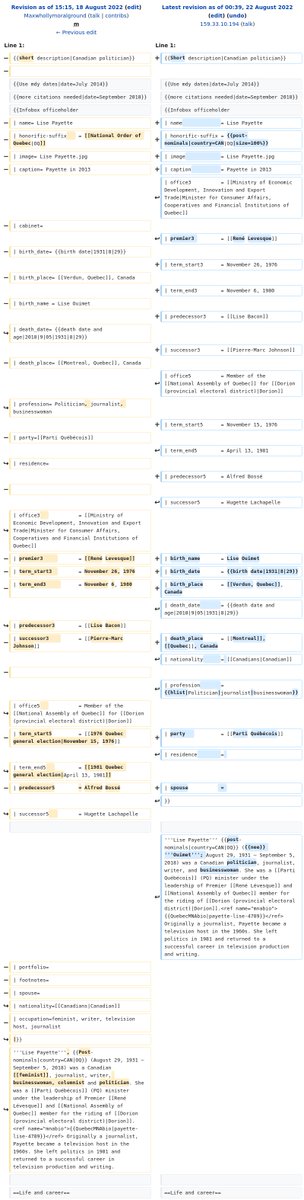 Revision as of 15:15, 18 August 2022 (edit)
Maxwhollymoralground (talk | contribs)
m
← Previous edit
Latest revision as of 00:39, 22 August 2022
(edit) (undo)
159.33.10.194 (talk)
Line 1:
Line 1:
− {{short description|Canadian politician}}
+ {{Short description|Canadian politician}}
−
{{Use mdy dates|date=July 2014}}
{{Use mdy dates|date=July 2014}}
{{more citations needed|date=September 2018}}
{{more citations needed|date=September 2018}}
{{Infobox officeholder
{{Infobox officeholder
− | name= Lise Payette
+ | name = Lise Payette
− | honorific-suffix = [[National Order of
Quebec|OQ]]
+ | honorific-suffix = {{post-
nominals|country=CAN|OQ|size=100%}}
− | image= Lise Payette.jpg
+ | image = Lise Payette.jpg
− | caption= Payette in 2013
+ | caption = Payette in 2013
| office3 = [[Ministry of Economic
Development, Innovation and Export
Trade|Minister for Consumer Affairs,
Cooperatives and Financial Institutions of
Quebec]]
− | cabinet=
| premier3 = [[René Levesque]]
− | birth_date= {{birth date|1931|8|29}}
+ | term_start3 = November 26, 1976
− | birth_place= [[Verdun, Quebec]], Canada
+ | term_end3 = November 6, 1980
− | birth_name = Lise Ouimet
+ | predecessor3 = [[Lise Bacon]]
| death_date= {{death date and
age|2018|9|05|1931|8|29}}
+ | successor3 = [[Pierre-Marc Johnson]]
− | death_place= [[Montreal, Quebec]], Canada
| office5 = Member of the
[[National Assembly of Quebec]] for [[Dorion
(provincial electoral district)|Dorion]]
| profession= Politician, journalist,
businesswoman
+ | term_start5 = November 15, 1976
− | party=[[Parti Québécois]]
| term_end5 = April 13, 1981
| residence=
+ | predecessor5 = Alfred Bossé
−
| successor5 = Hugette Lachapelle
| office3 = [[Ministry of
Economic Development, Innovation and Export
Trade|Minister for Consumer Affairs,
Cooperatives and Financial Institutions of
Quebec]]
− | premier3 = [[René Levesque]]
+ | birth_name = Lise Ouimet
− | term_start3 = November 26, 1976
+ | birth_date = {{birth date|1931|8|29}}
− | term_end3 = November 6, 1980
+ | birth_place = [[Verdun, Quebec]],
Canada
| death_date = {{death date and
age|2018|9|05|1931|8|29}}
| predecessor3 = [[Lise Bacon]]
− | successor3 = [[Pierre-Marc
Johnson]]
+ | death_place = [[Montreal]],
[[Quebec]], Canada
| nationality = [[Canadians|Canadian]]
−
| profession =
{{hlist|Politician|journalist|businesswoman}}
| office5 = Member of the
[[National Assembly of Quebec]] for [[Dorion
(provincial electoral district)|Dorion]]
− | term_start5 = [[1976 Quebec
general election|November 15, 1976]]
+ | party = [[Parti Québécois]]
| residence =
| term_end5 = [[1981 Quebec
general election|April 13, 1981]]
− | predecessor5 = Alfred Bossé
+ | spouse =
}}
| successor5 = Hugette Lachapelle
'''Lise Payette''' {{post-
nominals|country=CAN|OQ}} ({{nee}}
'''Ouimet'''; August 29, 1931 – September 5,
2018) was a Canadian politician, journalist,
writer, and businesswoman. She was a [[Parti
Québécois]] (PQ) minister under the
leadership of Premier [[René Levesque]] and
[[National Assembly of Quebec]] member for
the riding of [[Dorion (provincial electoral
district)|Dorion]].<ref name="mnabio">
{{QuebecMNAbio|payette-lise-4789}}</ref>
Originally a journalist, Payette became a
television host in the 1960s. She left
politics in 1981 and returned to a
successful career in television production
and writing.
− | portfolio=
− | footnotes=
− | spouse=
| nationality=[[Canadians|Canadian]]
− | occupation=feminist, writer, television
host, journalist
}}
'''Lise Payette''', {{Post-
nominals|country=CAN|OQ}} (August 29, 1931 –
September 5, 2018) was a Canadian
[[feminist]], journalist, writer,
businesswoman, columnist and politician. She
was a [[Parti Québécois]] (PQ) minister under
the leadership of Premier [[René
Levesque]] and [[National Assembly of
Quebec]] member for the riding of [[Dorion
(provincial electoral district)|Dorion]].
<ref name="mnabio">{{QuebecMNAbio|payette-
lise-4789}}</ref> Originally a journalist,
Payette became a television host in the
1960s. She left politics in 1981 and
returned to a successful career in
television production and writing.
==Life and career==
==Life and career==